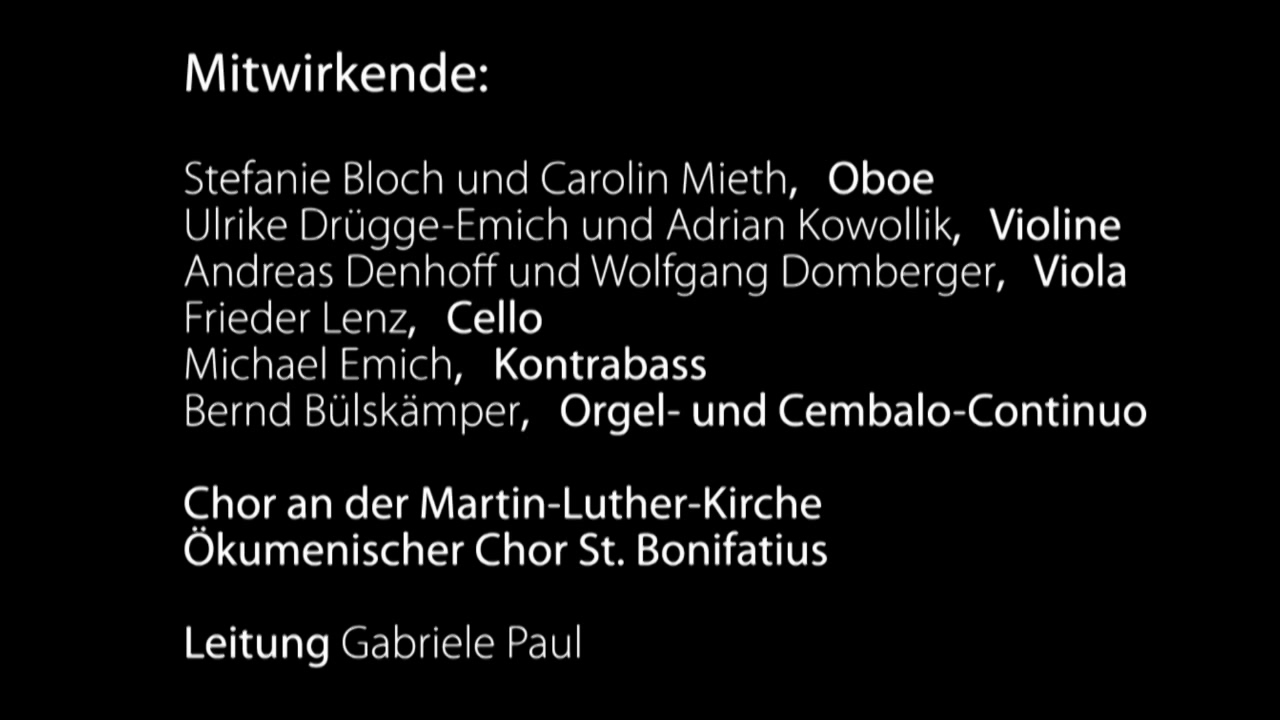 Mitwirkende:
Stefanie Bloch und Carolin Mieth, Oboe
Ulrike Drügge-Emich und Adrian Kowollik, Violine
Andreas Denhoff und Wolfgang Domberger, Viola
Frieder Lenz, Cello
Michael Emich, Kontrabass
Bernd Bülskämper, Orgel- und Cembalo-Continuo
Chor an der Martin-Luther-Kirche
Ökumenischer Chor St. Bonifatius
Leitung Gabriele Paul